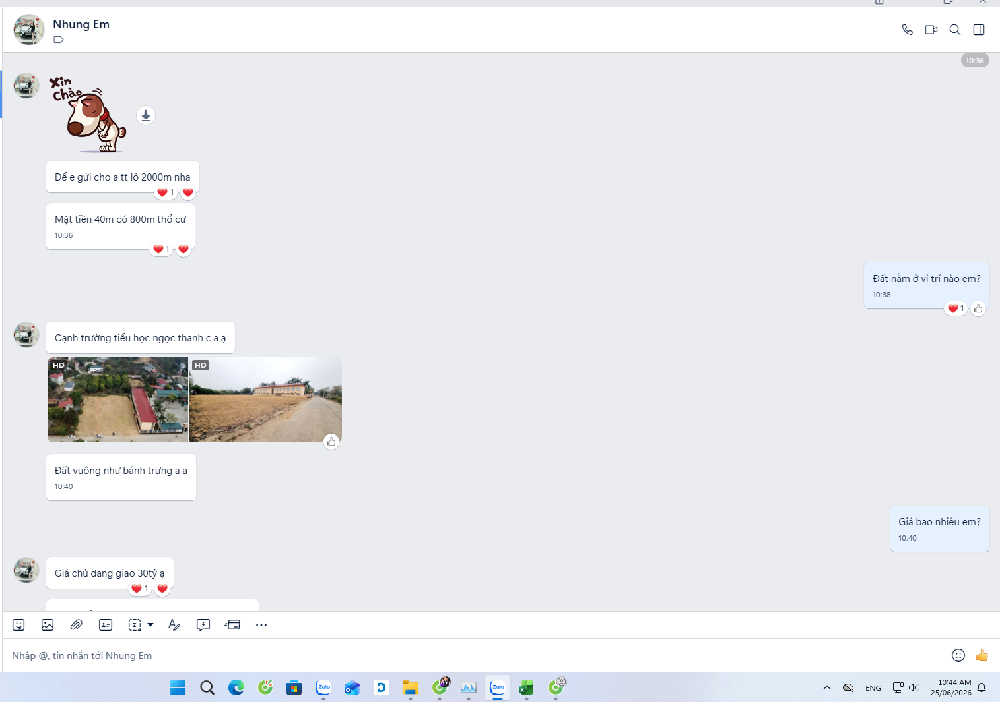 Nhung Em
10:36
Xin
chào
Để e gửi cho a tt lô 2000m nha
1
Mặt tiền 40m có 800m thổ cư
10:36
1
Đất nằm ở vị trí nào em?
10:38
1
Cạnh trường tiểu học ngọc thanh c a ạ
HD
HD
Đất vuông như bánh trưng a ạ
10:40
Giá bao nhiêu em?
10:40
Giá chủ đang giao 30tỷ ạ
1
Nhập @, tin nhắn tới Nhung Em
Zalo
Zalo
ENG
10:44 AM
25/06/2026